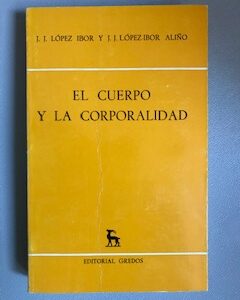 J. J. LÓPEZ IBOR Y J. J. LÓPEZ-IBOR ALIÑO
EL CUERPO
Y LA CORPORALIDAD
EDITORIAL GREDOS